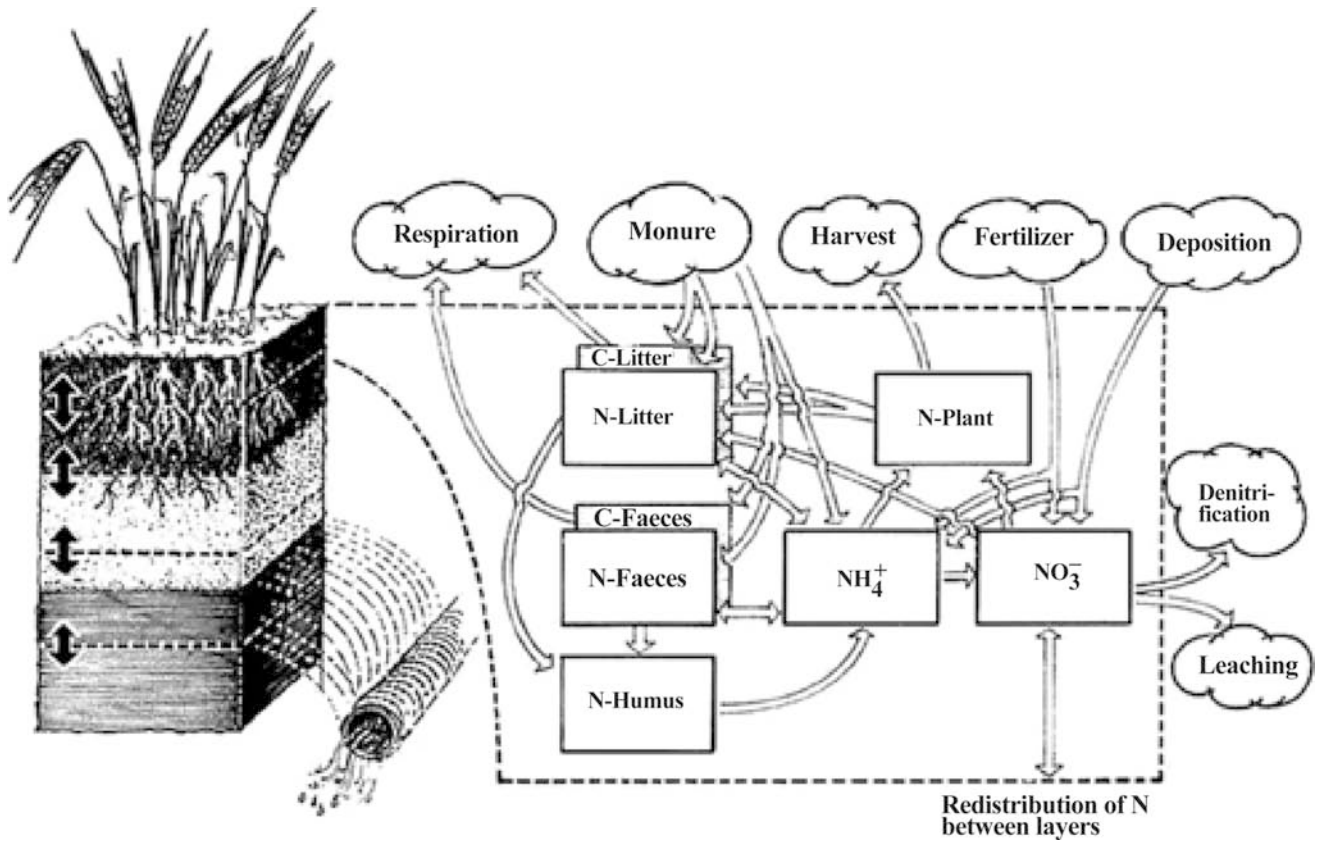 Respiration
Monure
Harvest
Fertilizer
Deposition
C-Litter
N-Litter
N-Plant
Denitri-
fication
C-Faeces
N-Faeces
NH₄⁺
NO₃⁻
Leaching
N-Humus
Redistribution of N
between layers